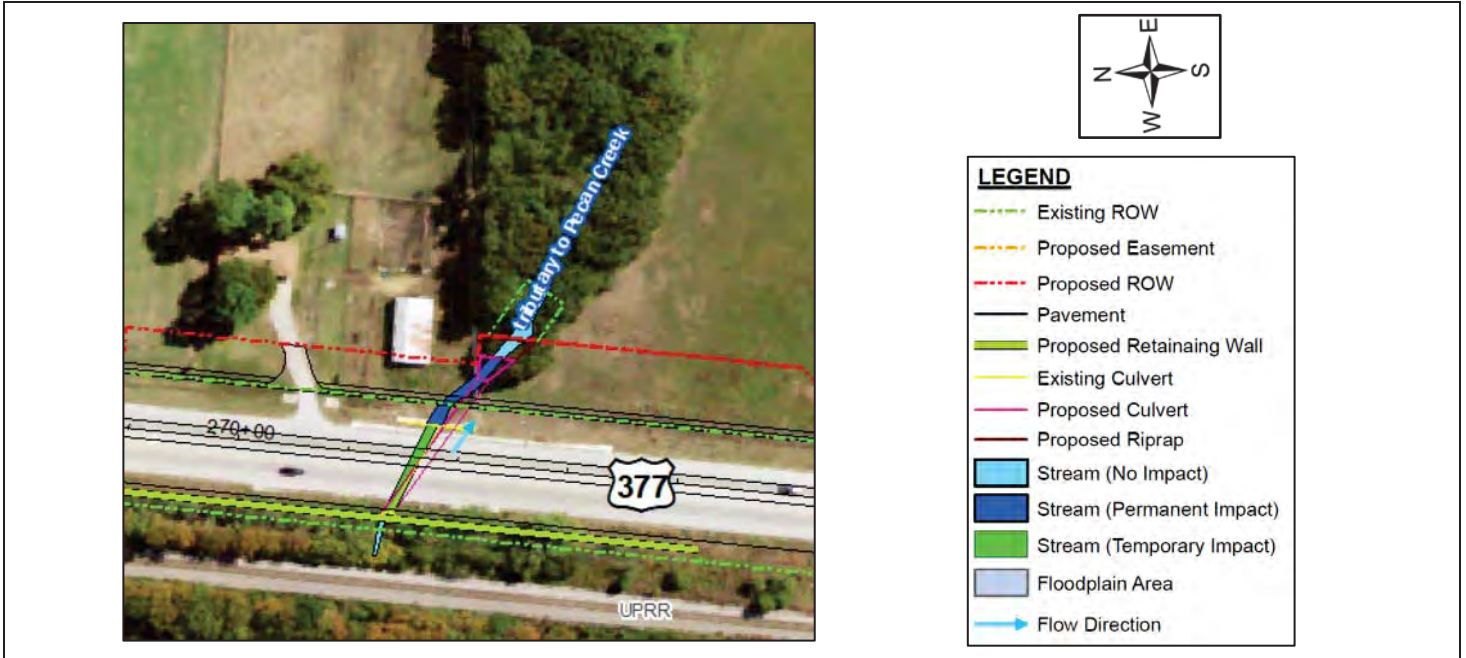 tributary to Pecan Creek
270+00
377
UPRR
E
N
S
W
LEGEND
Existing ROW
Proposed Easement
Proposed ROW
Pavement
Proposed Retainaing Wall
Existing Culvert
Proposed Culvert
Proposed Riprap
Stream (No Impact)
Stream (Permanent Impact)
Stream (Temporary Impact)
Floodplain Area
Flow Direction